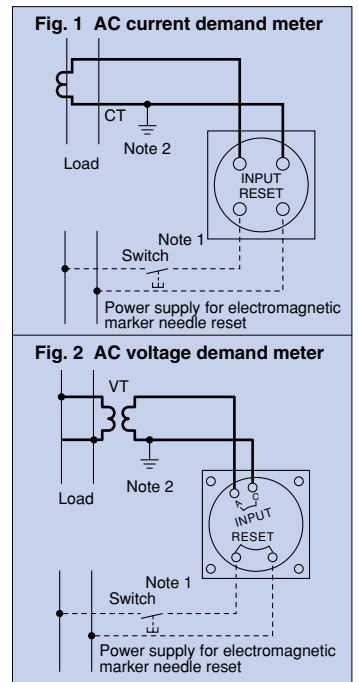 Fig. 1 AC current demand meter
CT
Load
Note 2
INPUT
RESET
Note 1
Switch
Power supply for electromagnetic
marker needle reset
Fig. 2 AC voltage demand meter
VT
Load
Note 2
A C
INPUT
RESET
Note 1
Switch
Power supply for electromagnetic
marker needle reset